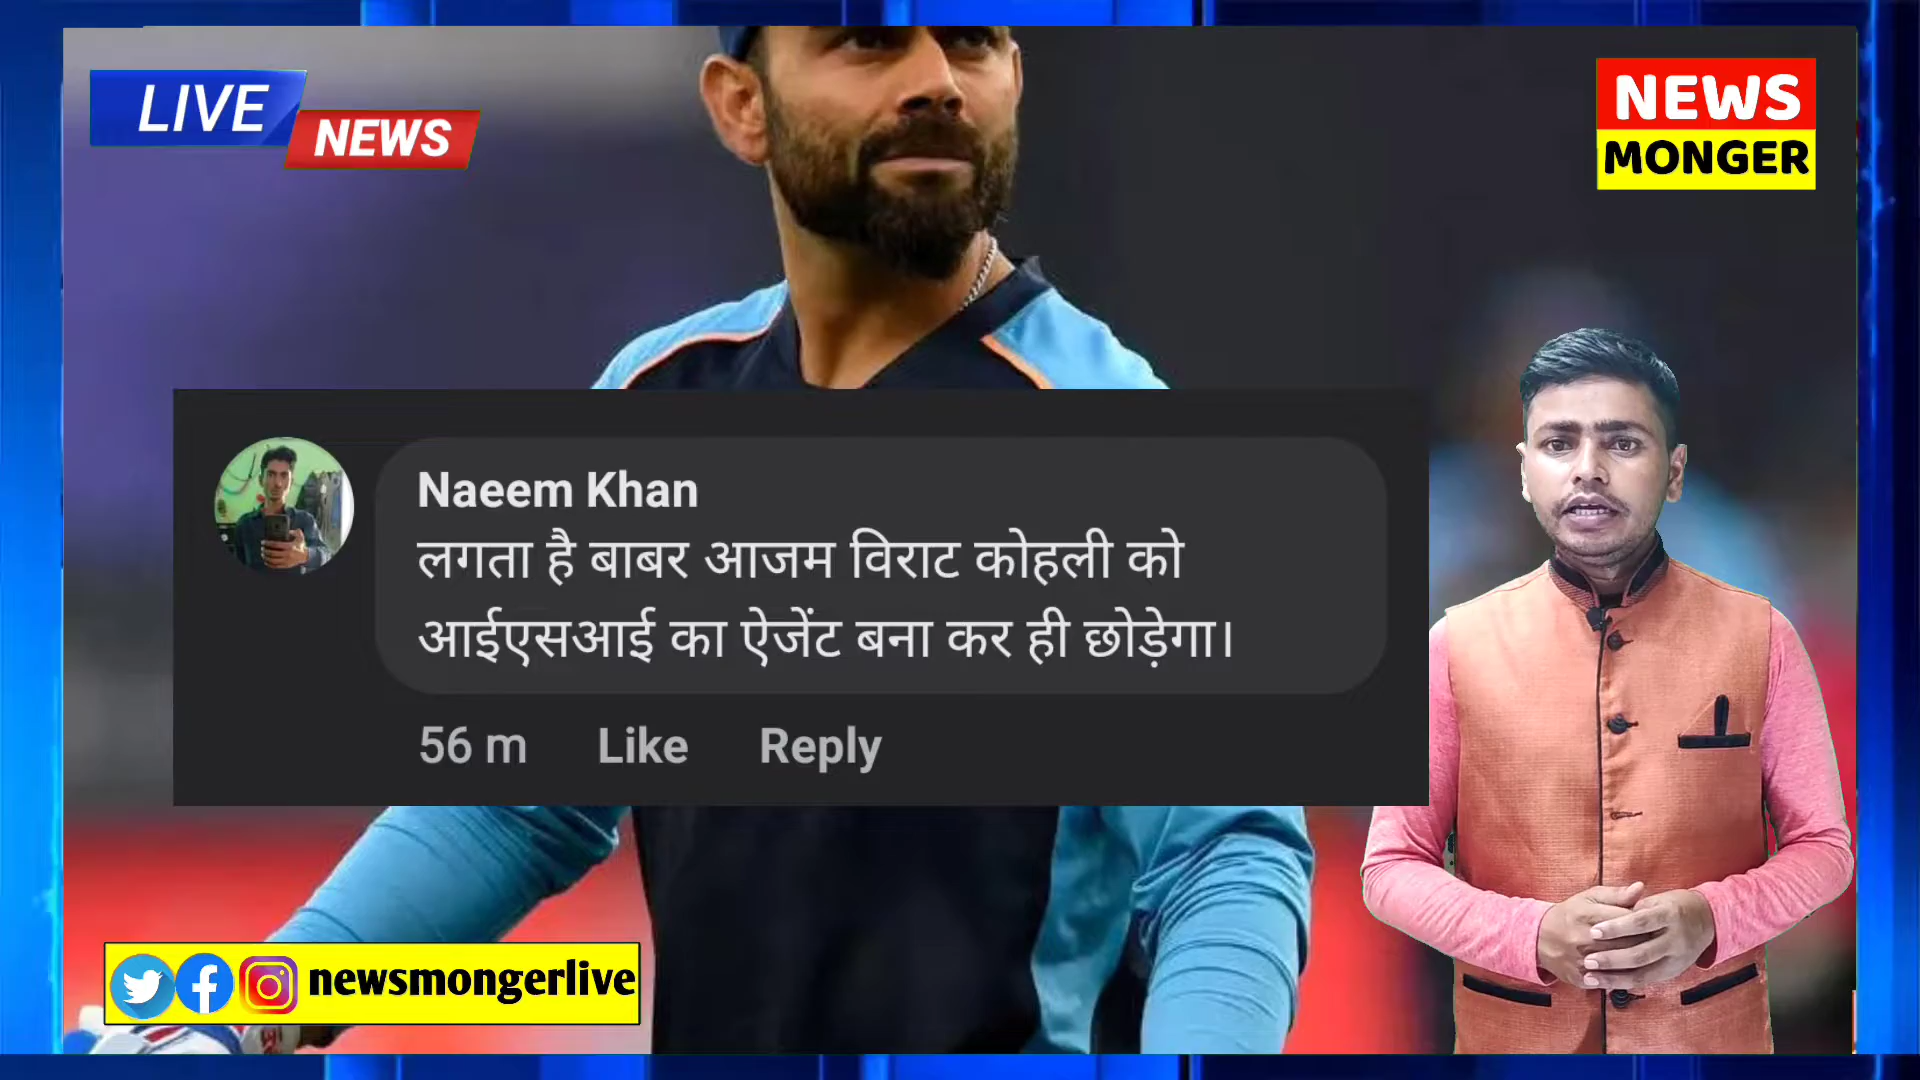 LIVE
NEWS
NEWS
MONGER
Naeem Khan
लगता है बाबर आजम विराट कोहली को
आईएसआई का ऐजेंट बना कर ही छोड़ेगा।
56 m Like Reply
newsmongerlive